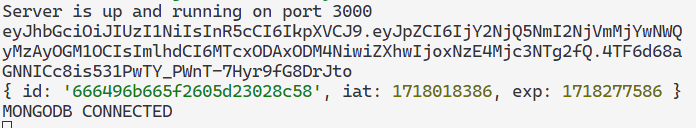 Server is up and running on port 3000
eyJhbGciOiJIUzI1NiIsInR5cCI6IkpXVCJ9.eyJpZCI6IjY2NjQ5NmI2NjVmMjYwNWQ
yMzAyOGM1OCIsImlhdCI6MTcxODAxODM4NiwiZXhwIjoxNzE4Mjc3NTg2fQ.4TF6d68a
GNNICc8is531PwTY_PWnT-7Hyr9fG8DrJto
{ id: '666496b665f2605d23028c58', iat: 1718018386, exp: 1718277586 }
MONGODB CONNECTED